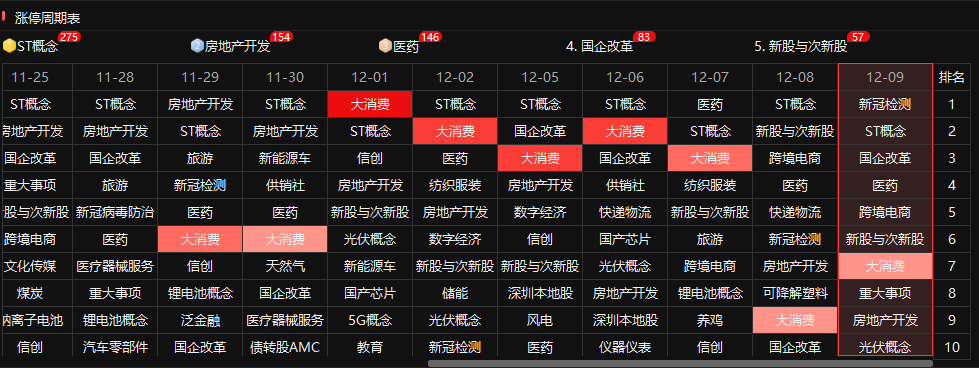 涨停周期表
ST概念 275 房地产开发 154 医药 146 4. 国企改革 83 5. 新股与次新股 57
11-25 11-28 11-29 11-30 12-01 12-02 12-05 12-06 12-07 12-08 12-09 排名
ST概念 ST概念 房地产开发 ST概念 大消费 ST概念 ST概念 ST概念 医药 ST概念 新冠检测 1
房地产开发 房地产开发 ST概念 房地产开发 ST概念 大消费 国企改革 大消费 ST概念 新股与次新股 ST概念 2
国企改革 国企改革 旅游 新能源车 信创 医药 大消费 国企改革 大消费 跨境电商 国企改革 3
重大事项 旅游 新冠检测 供销社 房地产开发 纺织服装 房地产开发 供销社 纺织服装 医药 医药 4
股与次新股 新冠病毒防治 医药 医药 新股与次新股 房地产开发 数字经济 快递物流 新股与次新股 快递物流 跨境电商 5
跨境电商 医药 大消费 大消费 光伏概念 数字经济 信创 国产芯片 旅游 新冠检测 新股与次新股 6
文化传媒 医疗器械服务 信创 天然气 新能源车 新股与次新股 新股与次新股 光伏概念 跨境电商 房地产开发 大消费 7
煤炭 重大事项 锂电池概念 国企改革 国产芯片 储能 深圳本地股 房地产开发 锂电池概念 可降解塑料 重大事项 8
钠离子电池 锂电池概念 泛金融 医疗器械服务 5G概念 光伏概念 风电 深圳本地股 养鸡 大消费 房地产开发 9
信创 汽车零部件 国企改革 债转股AMC 教育 新冠检测 医药 仪器仪表 信创 国企改革 光伏概念 10